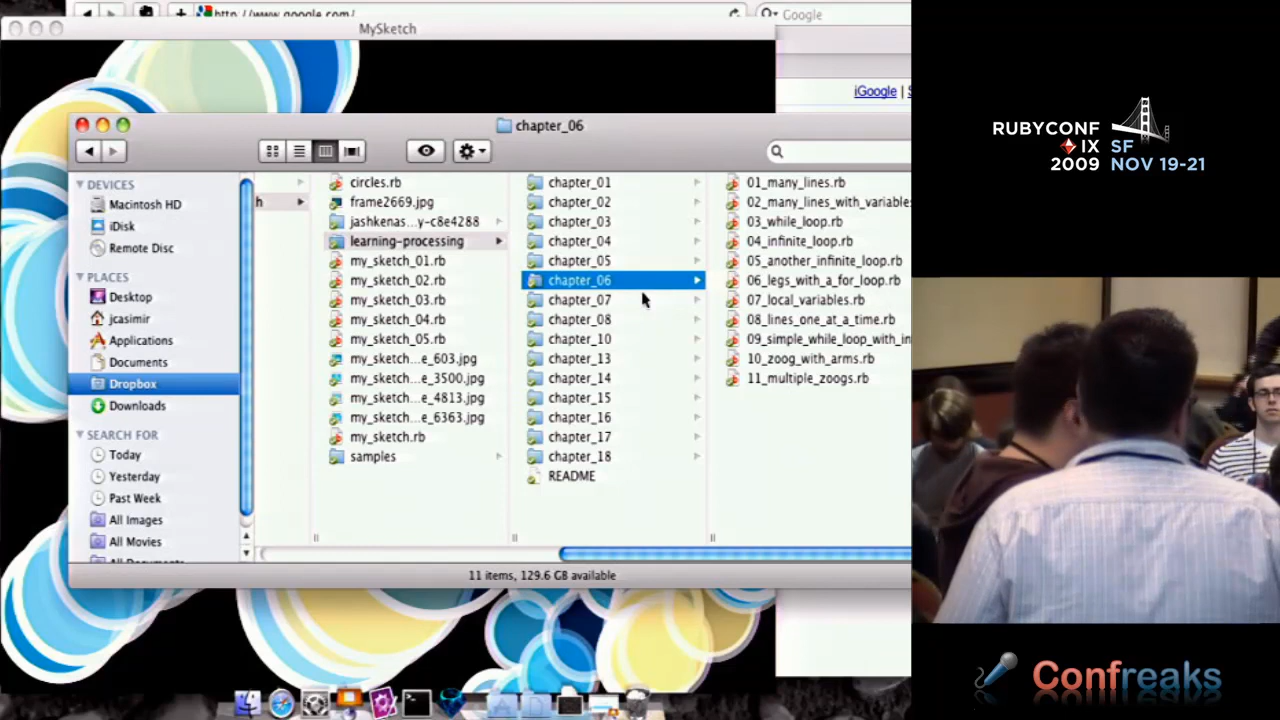 http://www.google.com/
Google
MySketch
iGoogle |
chapter_06
DEVICES
Macintosh HD
iDisk
Remote Disc
PLACES
Desktop
jcasimir
Applications
Documents
Dropbox
Downloads
SEARCH FOR
Today
Yesterday
Past Week
All Images
All Movies
h
circles.rb
frame2669.jpg
jashkenas...y-c8e4288
learning-processing
my_sketch_01.rb
my_sketch_02.rb
my_sketch_03.rb
my_sketch_04.rb
my_sketch_05.rb
my_sketch...e_603.jpg
my_sketch...e_3500.jpg
my_sketch...e_4813.jpg
my_sketch...e_6363.jpg
my_sketch.rb
samples
chapter_01
chapter_02
chapter_03
chapter_04
chapter_05
chapter_06
chapter_07
chapter_08
chapter_10
chapter_13
chapter_14
chapter_15
chapter_16
chapter_17
chapter_18
README
01_many_lines.rb
02_many_lines_with_variables
03_while_loop.rb
04_infinite_loop.rb
05_another_infinite_loop.rb
06_legs_with_a_for_loop.rb
07_local_variables.rb
08_lines_one_at_a_time.rb
09_simple_while_loop_with_in
10_zoog_with_arms.rb
11_multiple_zoogs.rb
11 items, 129.6 GB available
RUBYCONF
IX SF
2009 NOV 19-21
Confreaks